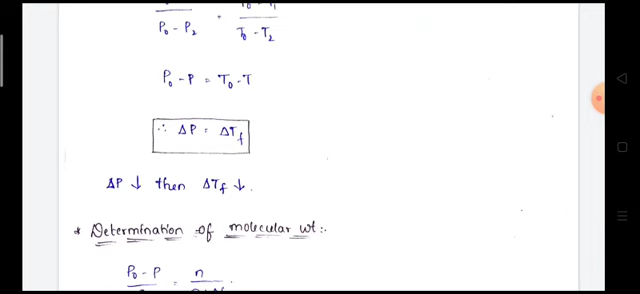 P₀ - P₂ = T₀ - T₂
P₀ - P = T₀ - T
∴ ΔP = ΔT_f
ΔP ↓ then ΔT_f ↓.
* Determination of molecular wt:-
P₀ - P = n